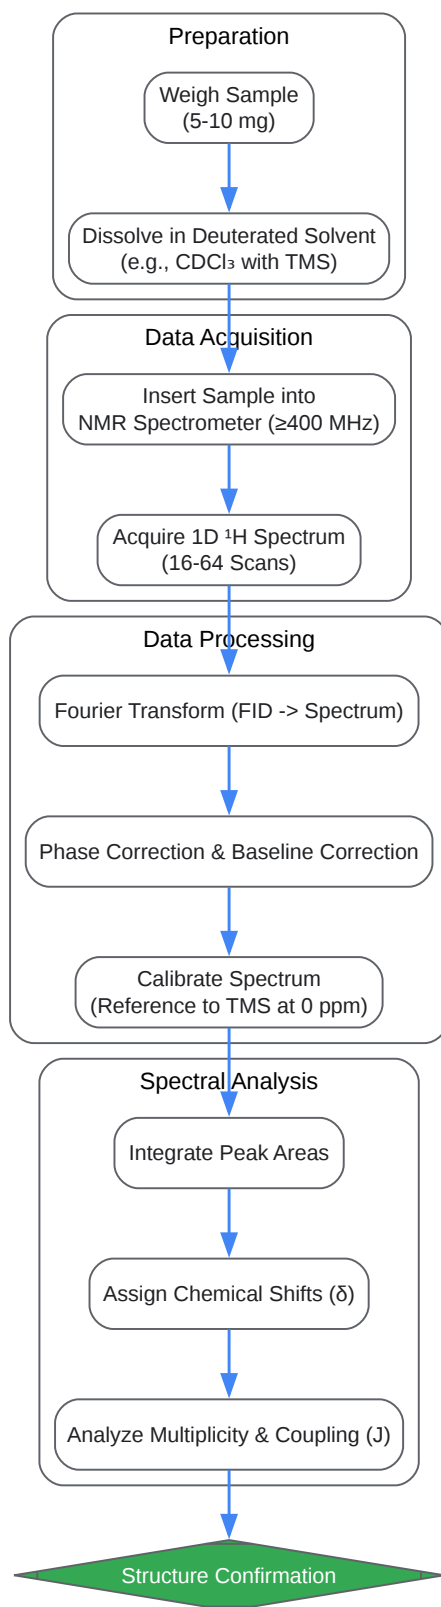 Preparation
Weigh Sample
(5-10 mg)
Dissolve in Deuterated Solvent
(e.g., CDCl₃ with TMS)
Data Acquisition
Insert Sample into
NMR Spectrometer (≥400 MHz)
Acquire 1D ¹H Spectrum
(16-64 Scans)
Data Processing
Fourier Transform (FID -> Spectrum)
Phase Correction & Baseline Correction
Calibrate Spectrum
(Reference to TMS at 0 ppm)
Spectral Analysis
Integrate Peak Areas
Assign Chemical Shifts (δ)
Analyze Multiplicity & Coupling (J)
Structure Confirmation